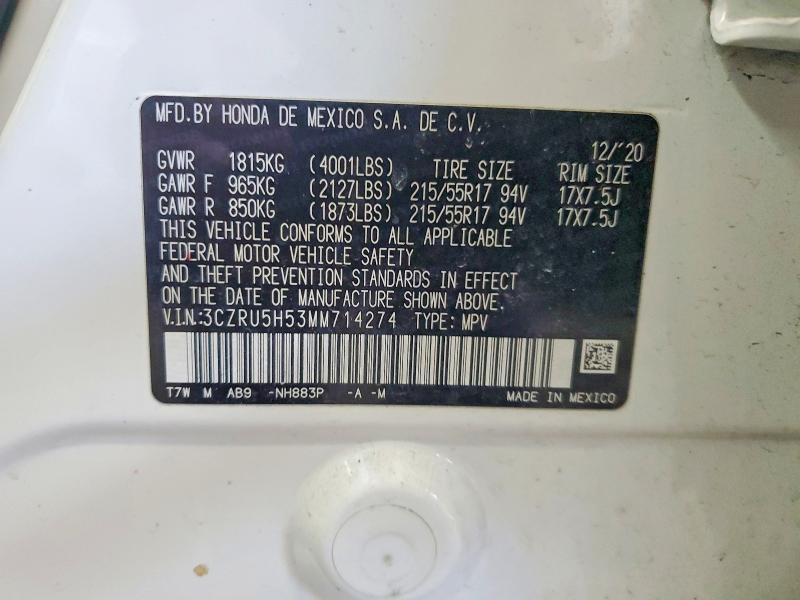 MFD.BY HONDA DE MEXICO S.A. DE C.V.
12/'20
GVWR 1815KG (4001LBS) TIRE SIZE RIM SIZE
GAWR F 965KG (2127LBS) 215/55R17 94V 17X7.5J
GAWR R 850KG (1873LBS) 215/55R17 94V 17X7.5J
THIS VEHICLE CONFORMS TO ALL APPLICABLE
FEDERAL MOTOR VEHICLE SAFETY
AND THEFT PREVENTION STANDARDS IN EFFECT
ON THE DATE OF MANUFACTURE SHOWN ABOVE.
V.I.N.:3CZRU5H53MM714274 TYPE: MPV
T7W M AB9 -NH883P -A -M MADE IN MEXICO